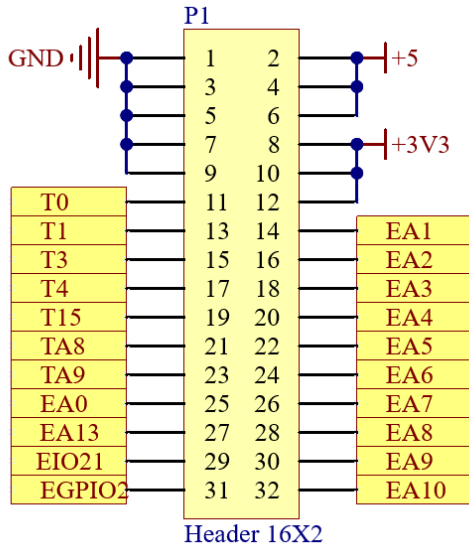 P1
GND 1 2 +5
3 4
5 6
7 8 +3V3
9 10
T0 11 12
T1 13 14 EA1
T3 15 16 EA2
T4 17 18 EA3
T15 19 20 EA4
TA8 21 22 EA5
TA9 23 24 EA6
EA0 25 26 EA7
EA13 27 28 EA8
EIO21 29 30 EA9
EGPIO2 31 32 EA10
Header 16X2